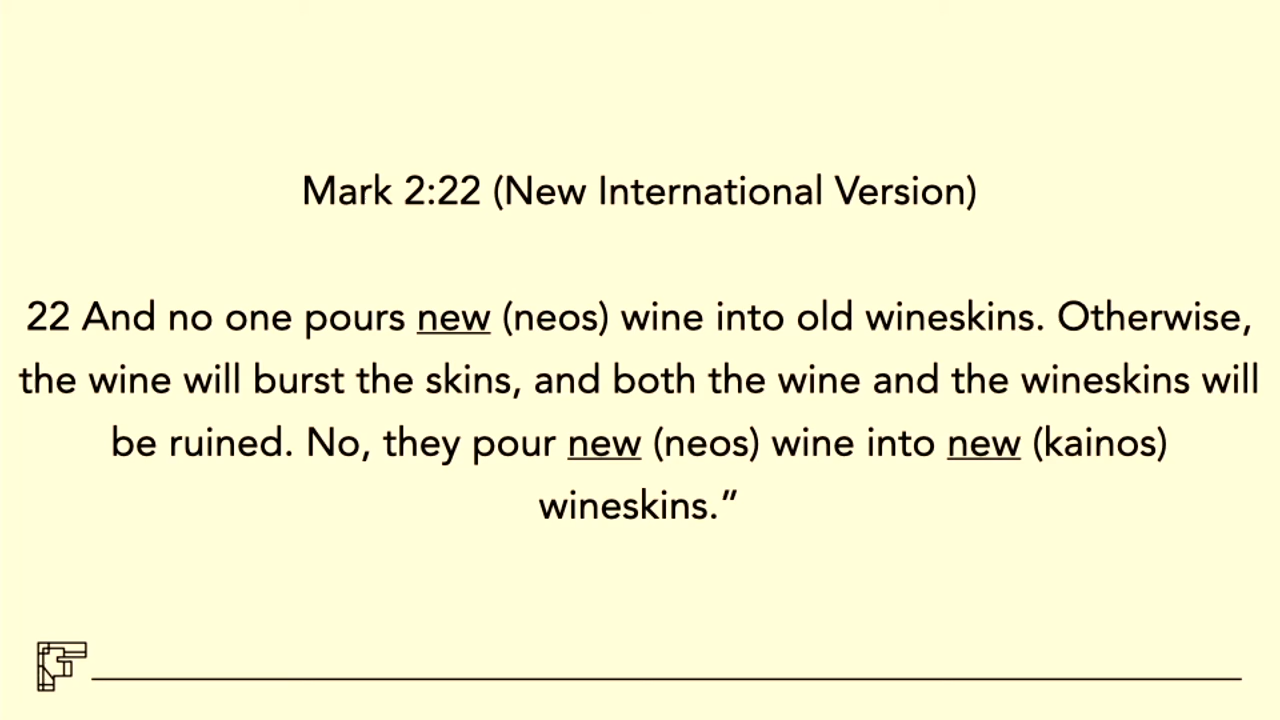 Mark 2:22 (New International Version)
22 And no one pours new (neos) wine into old wineskins. Otherwise,
the wine will burst the skins, and both the wine and the wineskins will
be ruined. No, they pour new (neos) wine into new (kainos)
wineskins.”